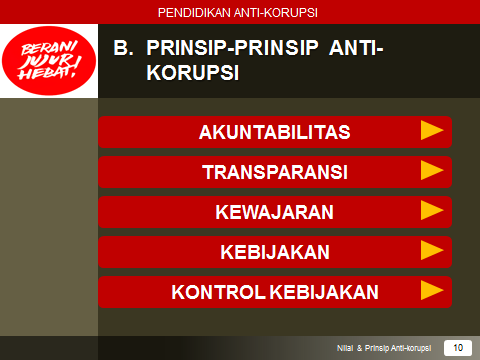 PENDIDIKAN ANTI-KORUPSI
BERANI
JUJUR
HEBAT!
B. PRINSIP-PRINSIP ANTI-
KORUPSI
AKUNTABILITAS
TRANSPARANSI
KEWAJARAN
KEBIJAKAN
KONTROL KEBIJAKAN
Nilai & Prinsip Anti-korupsi
10